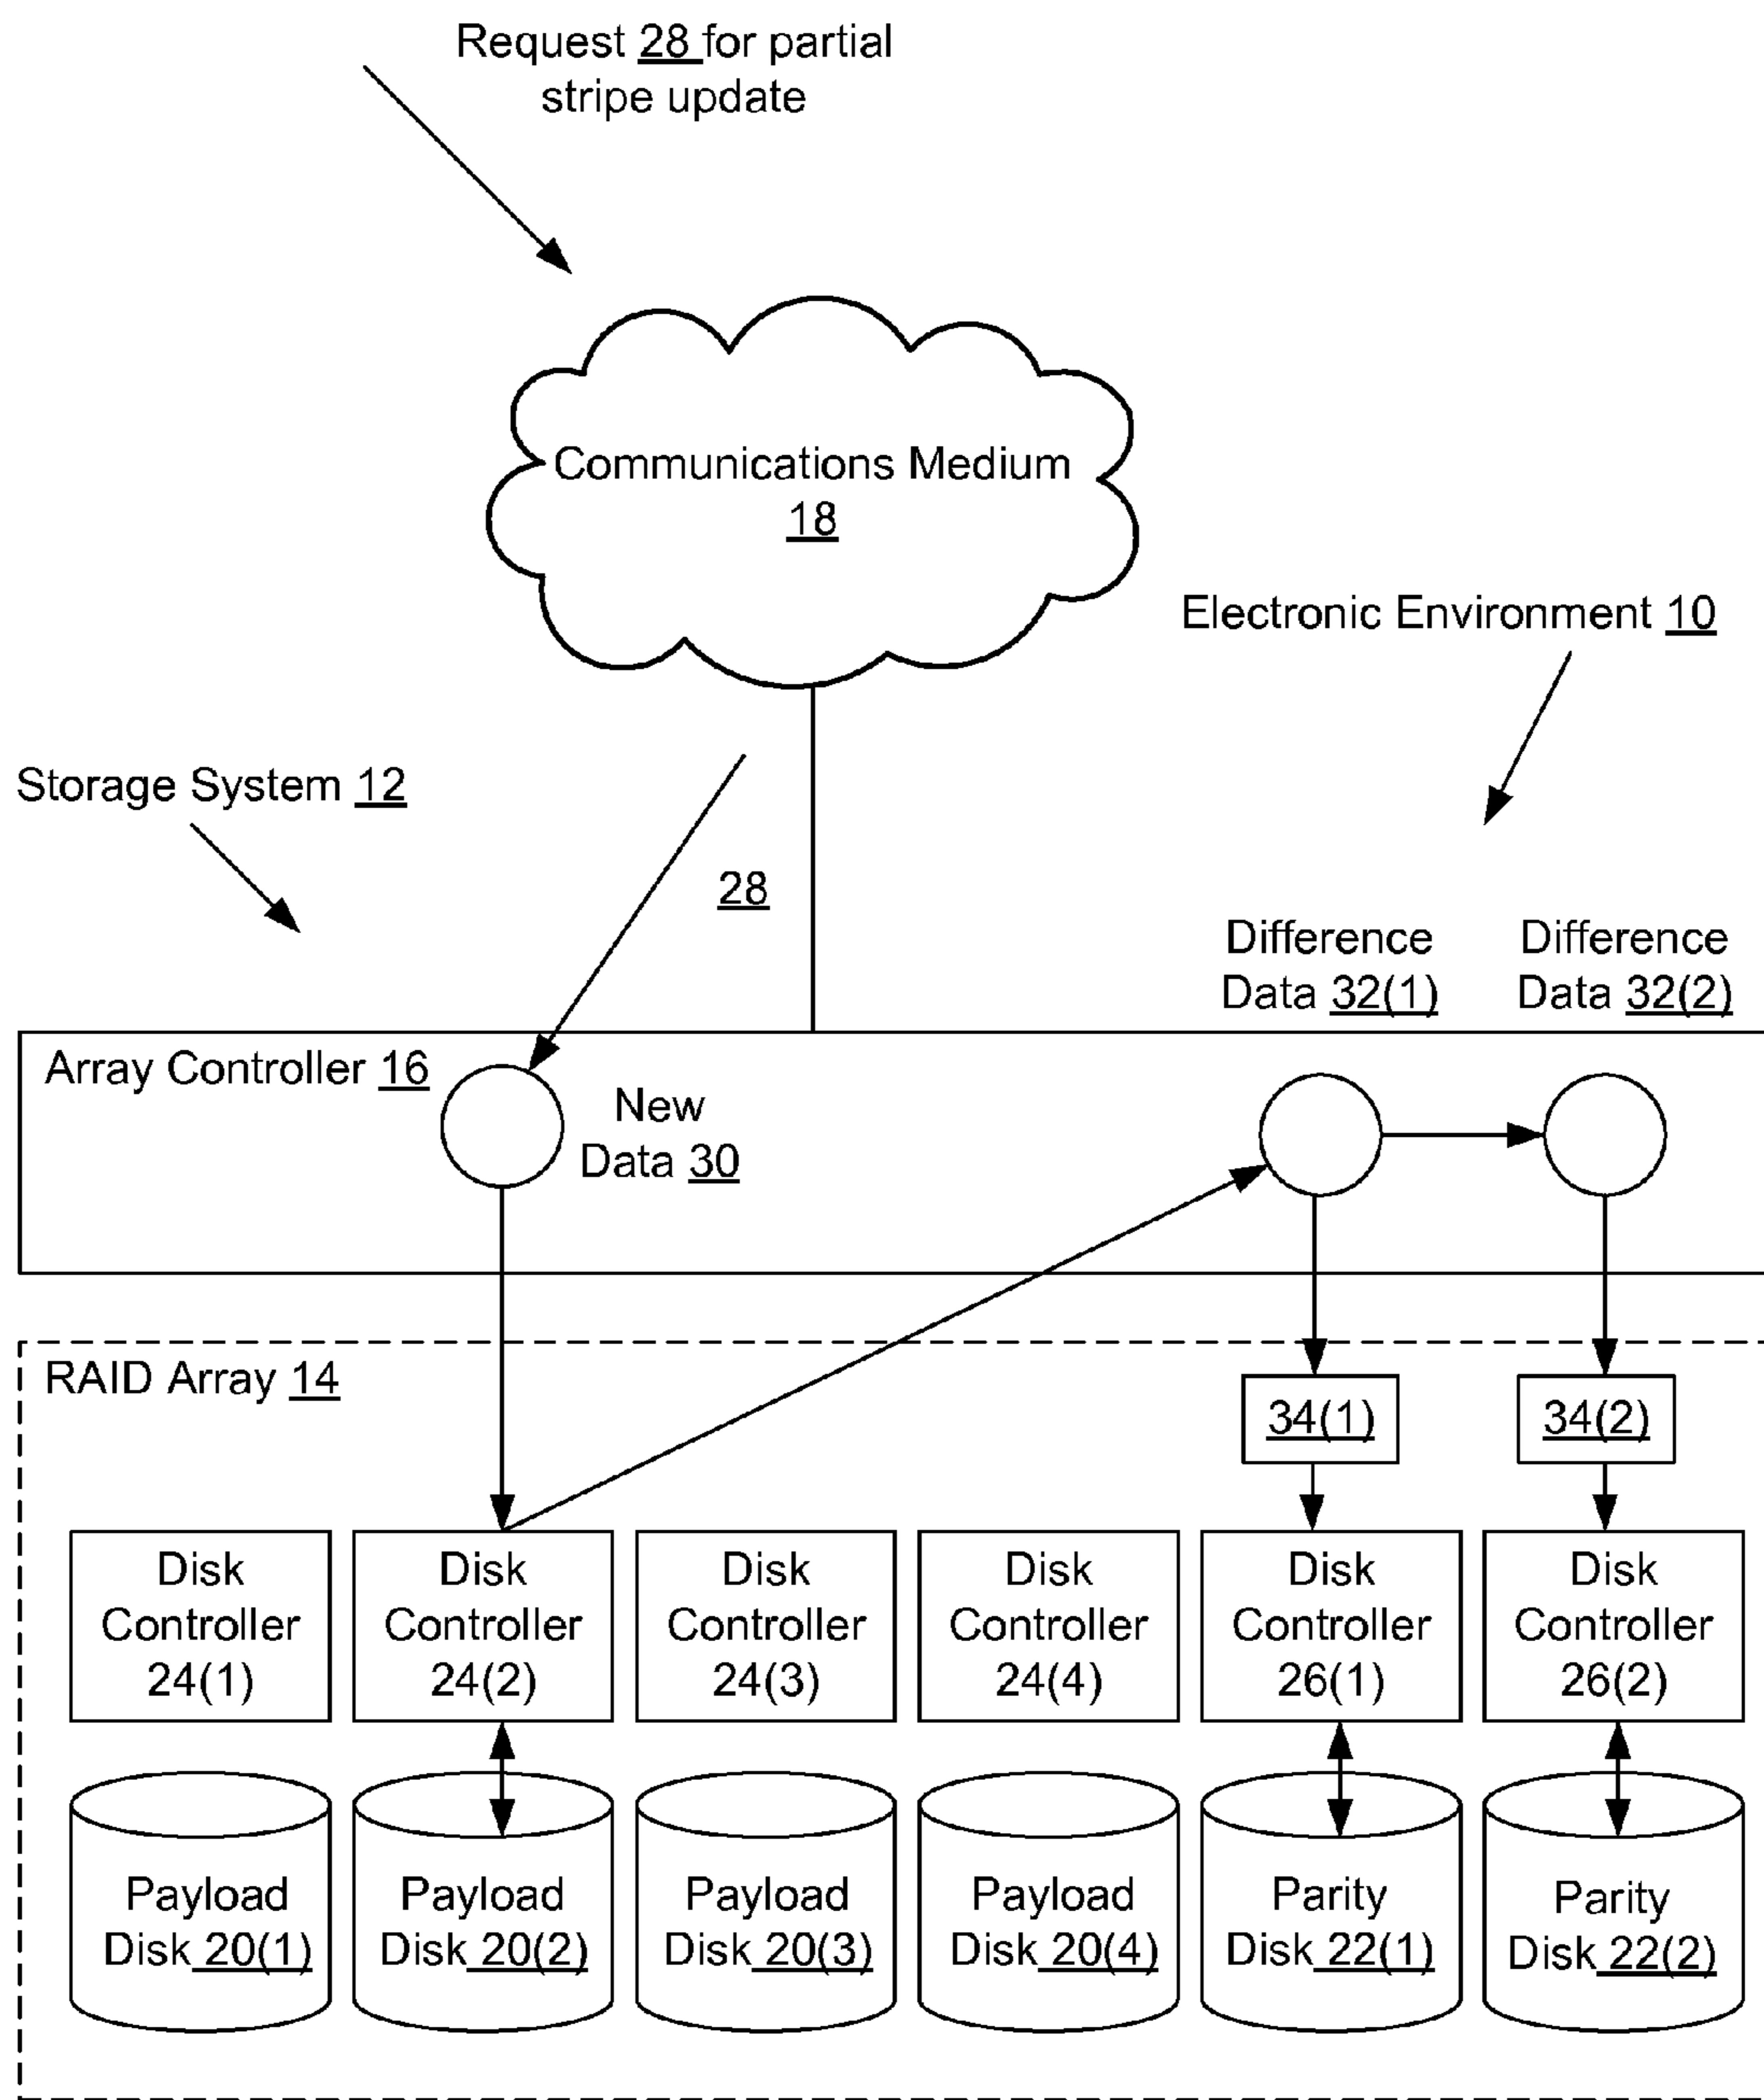 Request 28 for partial
stripe update
Communications Medium
18
Electronic Environment 10
Storage System 12
28
Difference
Data 32(1)
Difference
Data 32(2)
Array Controller 16
New
Data 30
RAID Array 14
34(1)
34(2)
Disk
Controller
24(1)
Disk
Controller
24(2)
Disk
Controller
24(3)
Disk
Controller
24(4)
Disk
Controller
26(1)
Disk
Controller
26(2)
Payload
Disk 20(1)
Payload
Disk 20(2)
Payload
Disk 20(3)
Payload
Disk 20(4)
Parity
Disk 22(1)
Parity
Disk 22(2)